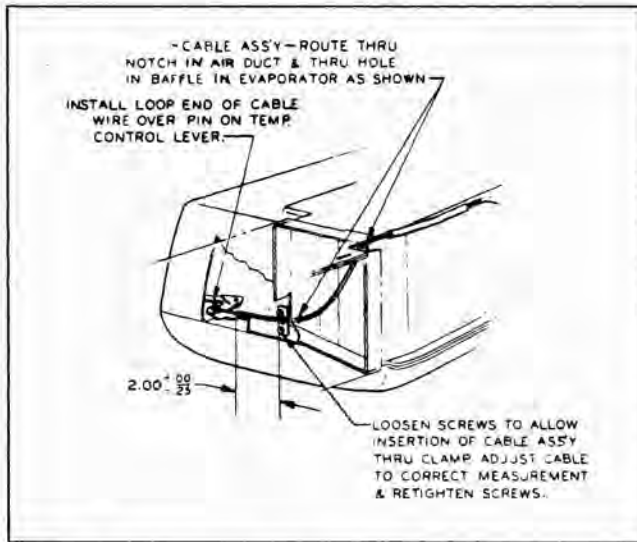 -CABLE ASS'Y-ROUTE THRU
NOTCH IN AIR DUCT & THRU HOLE
IN BAFFLE IN EVAPORATOR AS SHOWN
INSTALL LOOP END OF CABLE
WIRE OVER PIN ON TEMP.
CONTROL LEVER.
2.00 +.00 -.25
LOOSEN SCREWS TO ALLOW
INSERTION OF CABLE ASS'Y
THRU CLAMP. ADJUST CABLE
TO CORRECT MEASUREMENT
& RETIGHTEN SCREWS.